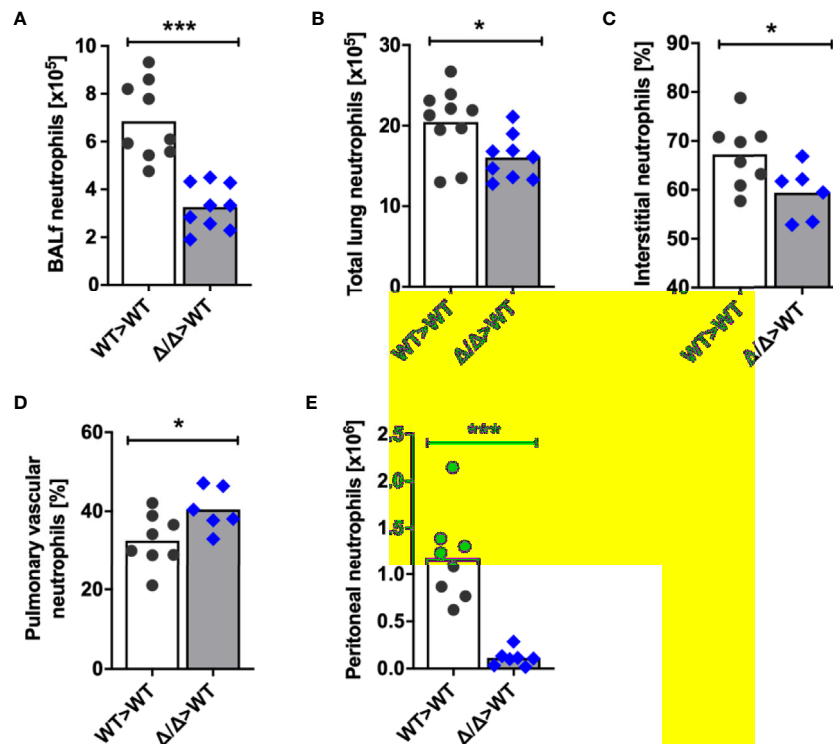 A
***
BALf neutrophils [x10⁵]
10
8
6
4
2
0
WT>WT
Δ/Δ>WT
B
*
Total lung neutrophils [x10⁵]
30
20
10
0
WT>WT
Δ/Δ>WT
C
*
Interstitial neutrophils [%]
90
80
70
60
50
40
WT>WT
Δ/Δ>WT
D
*
Pulmonary vascular
neutrophils [%]
60
40
20
0
WT>WT
Δ/Δ>WT
E
***
Peritoneal neutrophils [x10⁶]
2.5
2.0
1.5
1.0
0.5
0.0
WT>WT
Δ/Δ>WT